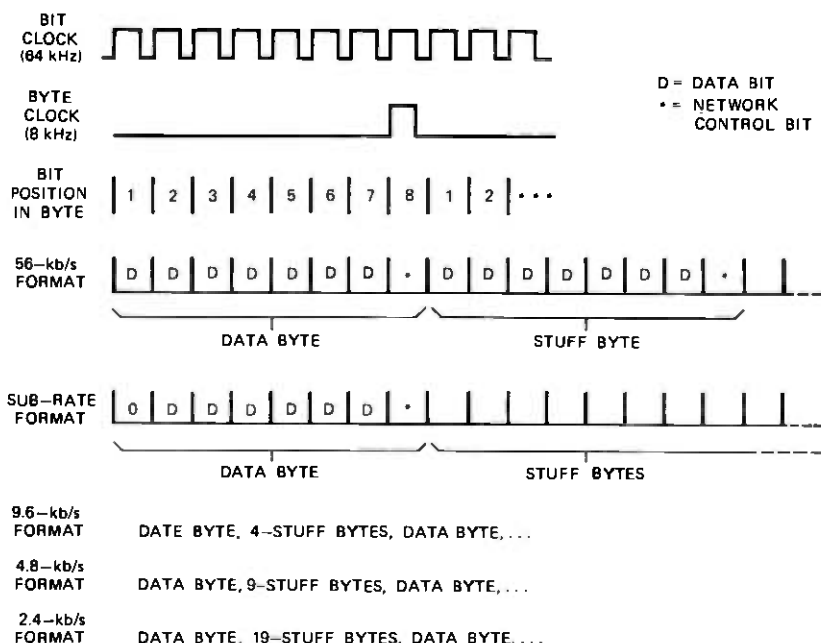 BIT
CLOCK
(64 kHz)
D = DATA BIT
• = NETWORK
CONTROL BIT
BYTE
CLOCK
(8 kHz)
BIT
POSITION
IN BYTE
1 2 3 4 5 6 7 8 1 2 •••
56-kb/s
FORMAT
D D D D D D D • D D D D D D D •
DATA BYTE STUFF BYTE
SUB-RATE
FORMAT
0 D D D D D D •
DATA BYTE STUFF BYTES
9.6-kb/s
FORMAT DATE BYTE, 4-STUFF BYTES, DATA BYTE,...
4.8-kb/s
FORMAT DATA BYTE, 9-STUFF BYTES, DATA BYTE,...
2.4-kb/s
FORMAT DATA BYTE, 19-STUFF BYTES, DATA BYTE,...